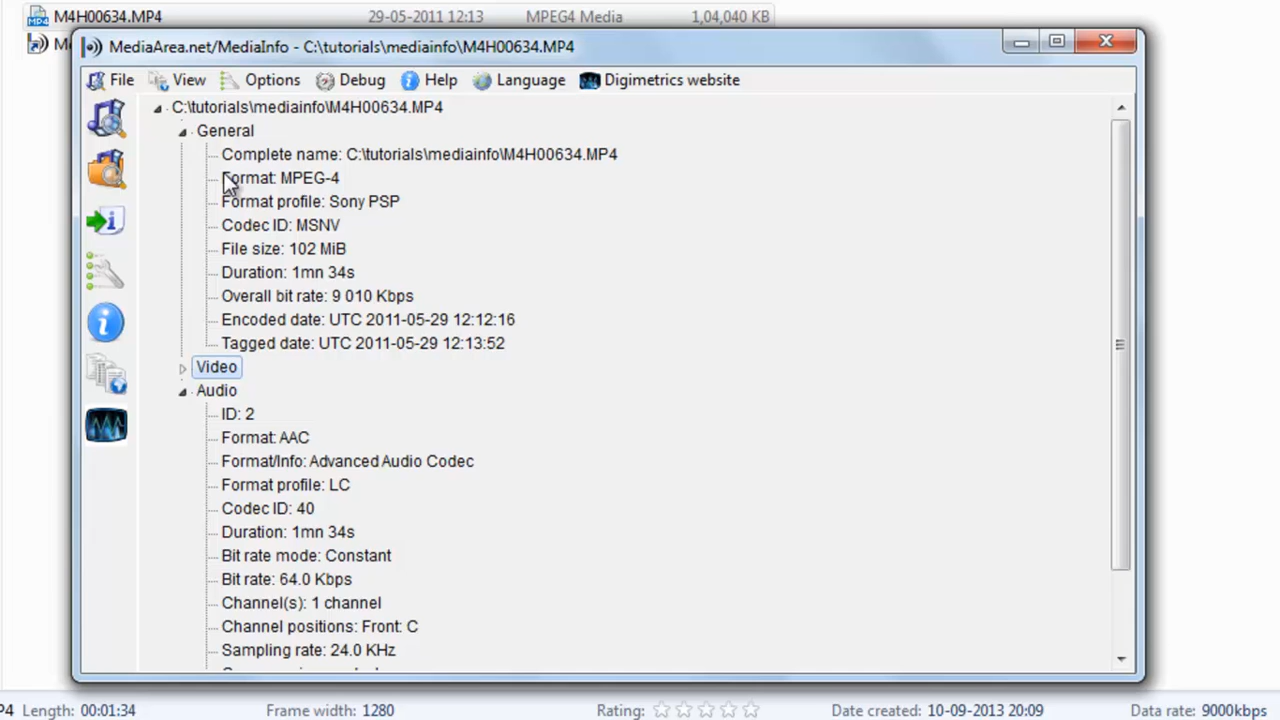 M4H00634.MP4 29-05-2011 12:13 MPEG4 Media 1,04,040 KB
MediaArea.net/MediaInfo - C:\tutorials\mediainfo\M4H00634.MP4
File View Options Debug Help Language Digimetrics website
C:\tutorials\mediainfo\M4H00634.MP4
General
Complete name: C:\tutorials\mediainfo\M4H00634.MP4
Format: MPEG-4
Format profile: Sony PSP
Codec ID: MSNV
File size: 102 MiB
Duration: 1mn 34s
Overall bit rate: 9 010 Kbps
Encoded date: UTC 2011-05-29 12:12:16
Tagged date: UTC 2011-05-29 12:13:52
Video
Audio
ID: 2
Format: AAC
Format/Info: Advanced Audio Codec
Format profile: LC
Codec ID: 40
Duration: 1mn 34s
Bit rate mode: Constant
Bit rate: 64.0 Kbps
Channel(s): 1 channel
Channel positions: Front: C
Sampling rate: 24.0 KHz
P4 Length: 00:01:34 Frame width: 1280 Rating: Date created: 10-09-2013 20:09 Data rate: 9000kbps